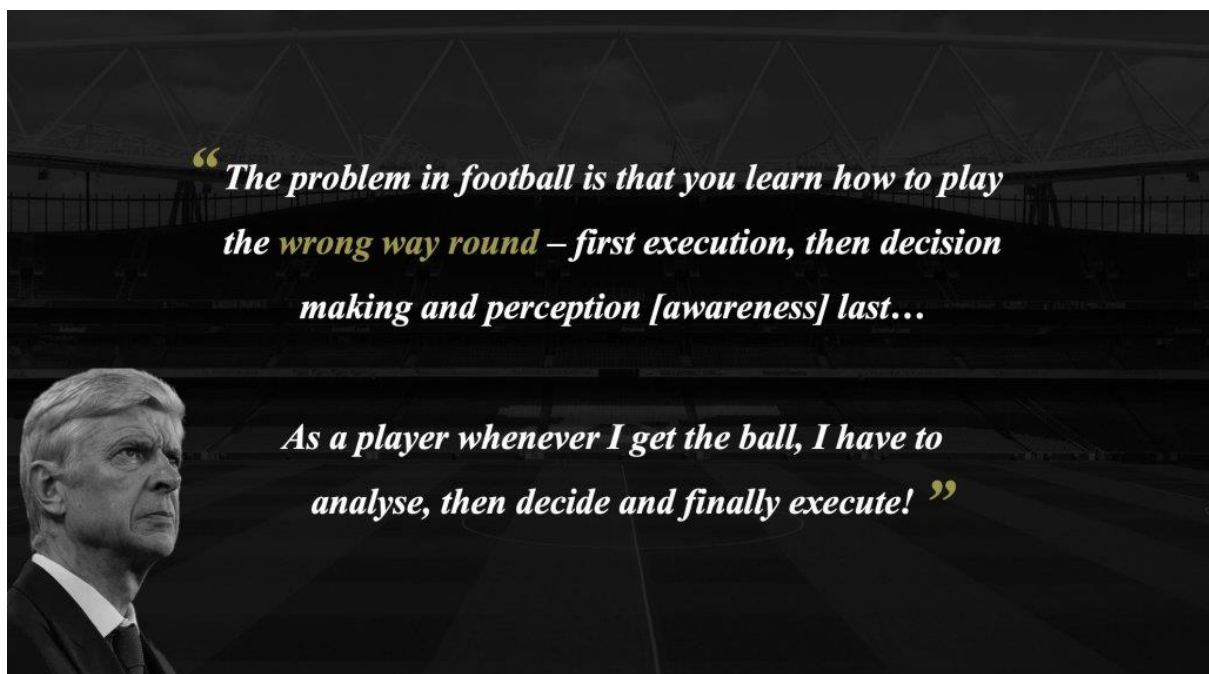 “ The problem in football is that you learn how to play
the wrong way round – first execution, then decision
making and perception [awareness] last…
As a player whenever I get the ball, I have to
analyse, then decide and finally execute! ”